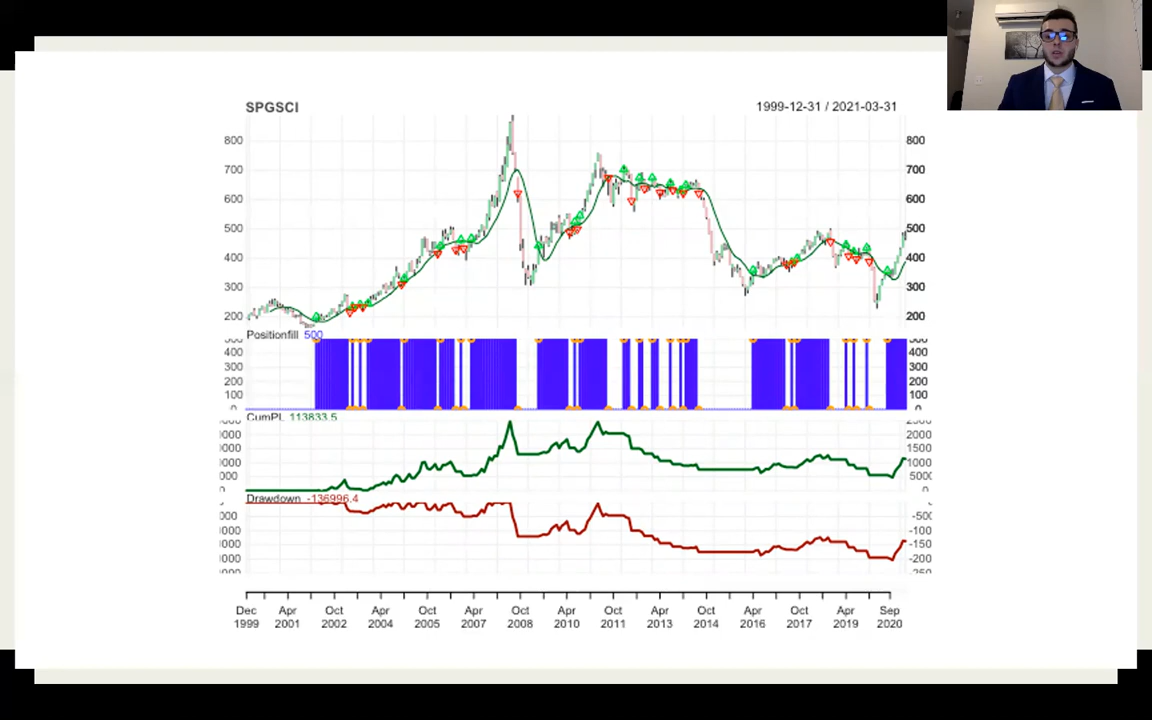 SPGSCI 1999-12-31 / 2021-03-31
800 800
700 700
600 600
500 500
400 400
300 300
200 200
Positionfill 500
400 400
300 300
200 200
100 100
0 0
CumPL 113833.5
Drawdown -136996.4
Dec Apr Oct Apr Oct Apr Oct Apr Oct Apr Oct Apr Oct Apr Sep
1999 2001 2002 2004 2005 2007 2008 2010 2011 2013 2014 2016 2017 2019 2020